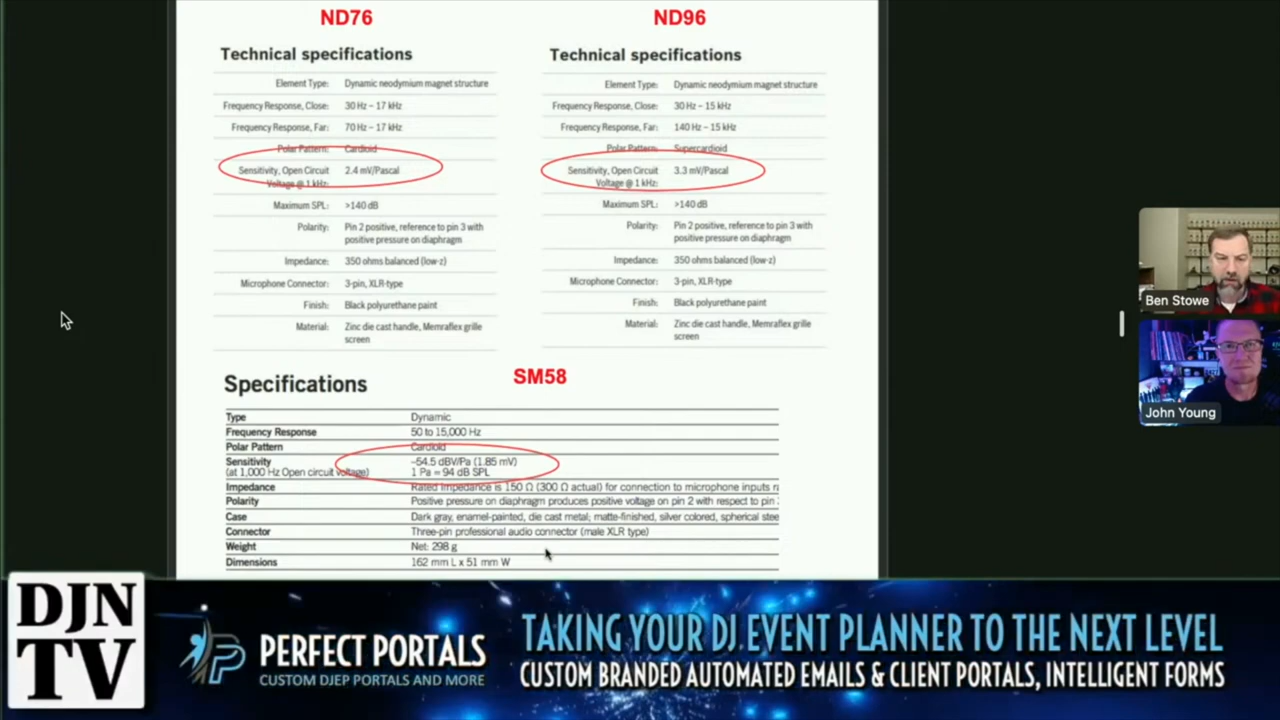 ND76
Technical specifications
Element Type: Dynamic neodymium magnet structure
Frequency Response, Close: 30 Hz – 17 kHz
Frequency Response, Far: 70 Hz – 17 kHz
Polar Pattern: Cardioid
Sensitivity, Open Circuit 2.4 mV/Pascal
Voltage @ 1 kHz:
Maximum SPL: >140 dB
Polarity: Pin 2 positive, reference to pin 3 with
positive pressure on diaphragm
Impedance: 350 ohms balanced (low-z)
Microphone Connector: 3-pin, XLR-type
Finish: Black polyurethane paint
Material: Zinc die cast handle, Memraflex grille
screen
ND96
Technical specifications
Element Type: Dynamic neodymium magnet structure
Frequency Response, Close: 30 Hz – 15 kHz
Frequency Response, Far: 140 Hz – 15 kHz
Polar Pattern: Supercardioid
Sensitivity, Open Circuit 3.3 mV/Pascal
Voltage @ 1 kHz:
Maximum SPL: >140 dB
Polarity: Pin 2 positive, reference to pin 3 with
positive pressure on diaphragm
Impedance: 350 ohms balanced (low-z)
Microphone Connector: 3-pin, XLR-type
Finish: Black polyurethane paint
Material: Zinc die cast handle, Memraflex grille
screen
SM58
Specifications
Type Dynamic
Frequency Response 50 to 15,000 Hz
Polar Pattern Cardioid
Sensitivity –54.5 dBV/Pa (1.85 mV)
(at 1,000 Hz Open circuit voltage) 1 Pa = 94 dB SPL
Impedance Rated impedance is 150 Ω (300 Ω actual) for connection to microphone inputs
Polarity Positive pressure on diaphragm produces positive voltage on pin 2 with respect to pin
Case Dark gray, enamel-painted, die cast metal; matte-finished, silver colored, spherical stee
Connector Three-pin professional audio connector (male XLR type)
Weight Net: 298 g
Dimensions 162 mm L x 51 mm W
Ben Stowe
John Young
DJN
TV
PERFECT PORTALS
CUSTOM DJEP PORTALS AND MORE
TAKING YOUR DJ EVENT PLANNER TO THE NEXT LEVEL
CUSTOM BRANDED AUTOMATED EMAILS & CLIENT PORTALS, INTELLIGENT FORMS